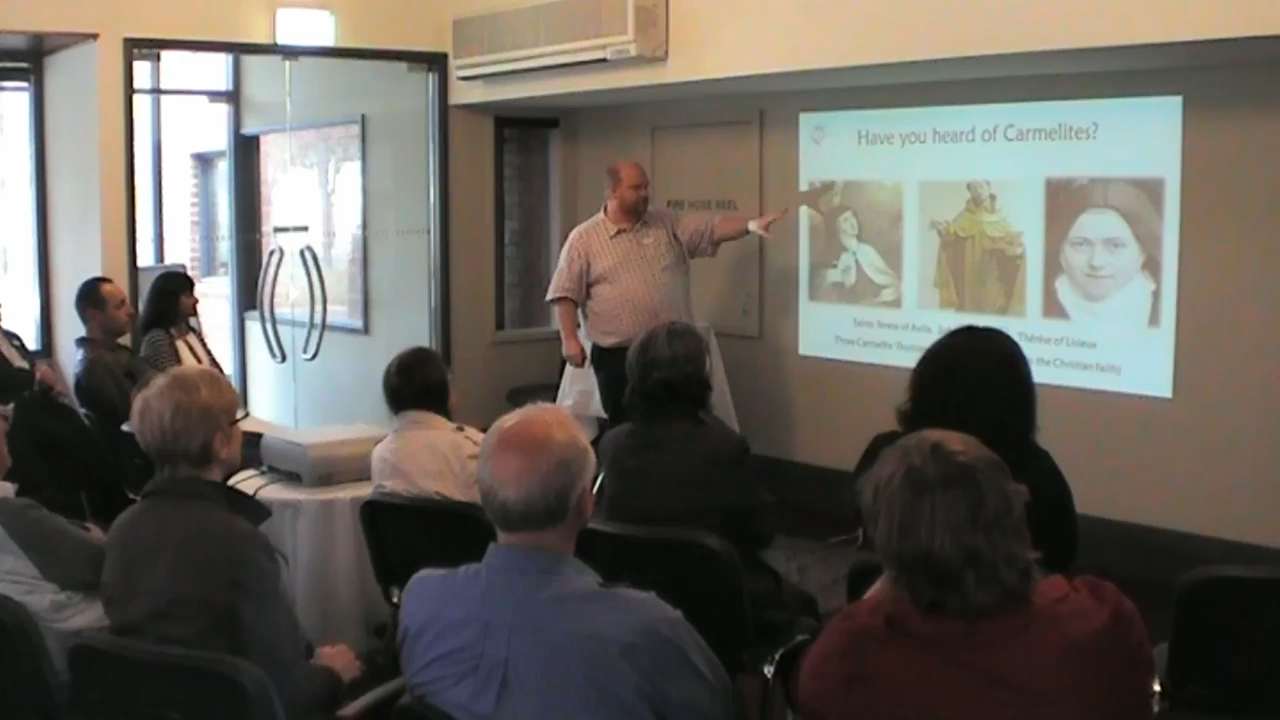 Have you heard of Carmelites?
FIRE HOSE REEL
Saints Teresa of Avila, Thérèse of Lisieux
Three Carmelite the Christian Faith)